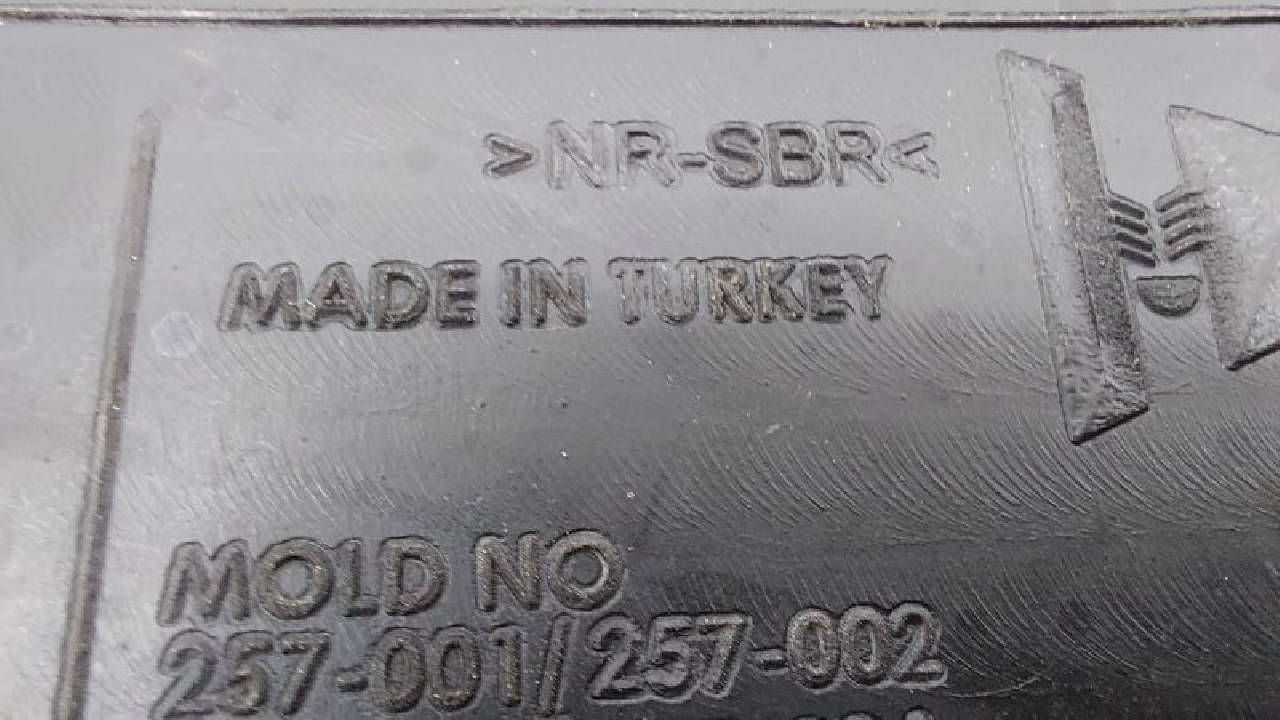 >NR-SBR<
MADE IN TURKEY
MOLD NO
257-001/257-002